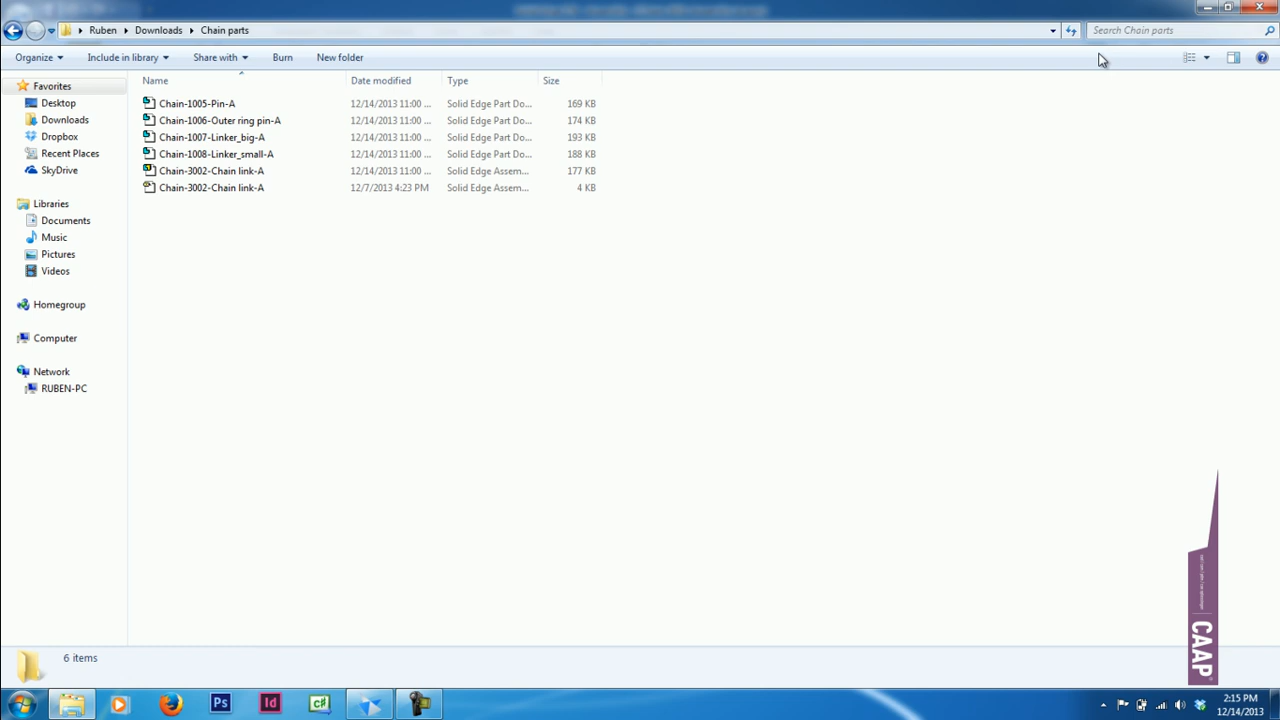 Ruben Downloads Chain parts
Search Chain parts
Organize Include in library Share with Burn New folder
Name Date modified Type Size
Favorites
Desktop
Downloads
Dropbox
Recent Places
SkyDrive
Libraries
Documents
Music
Pictures
Videos
Homegroup
Computer
Network
RUBEN-PC
Chain-1005-Pin-A 12/14/2013 11:00 ... Solid Edge Part Do... 169 KB
Chain-1006-Outer ring pin-A 12/14/2013 11:00 ... Solid Edge Part Do... 174 KB
Chain-1007-Linker_big-A 12/14/2013 11:00 ... Solid Edge Part Do... 193 KB
Chain-1008-Linker_small-A 12/14/2013 11:00 ... Solid Edge Part Do... 188 KB
Chain-3002-Chain link-A 12/14/2013 11:00 ... Solid Edge Assem... 177 KB
Chain-3002-Chain link-A 12/7/2013 4:23 PM Solid Edge Assem... 4 KB
CAAP®
6 items
Ps
Id
C#
2:15 PM
12/14/2013